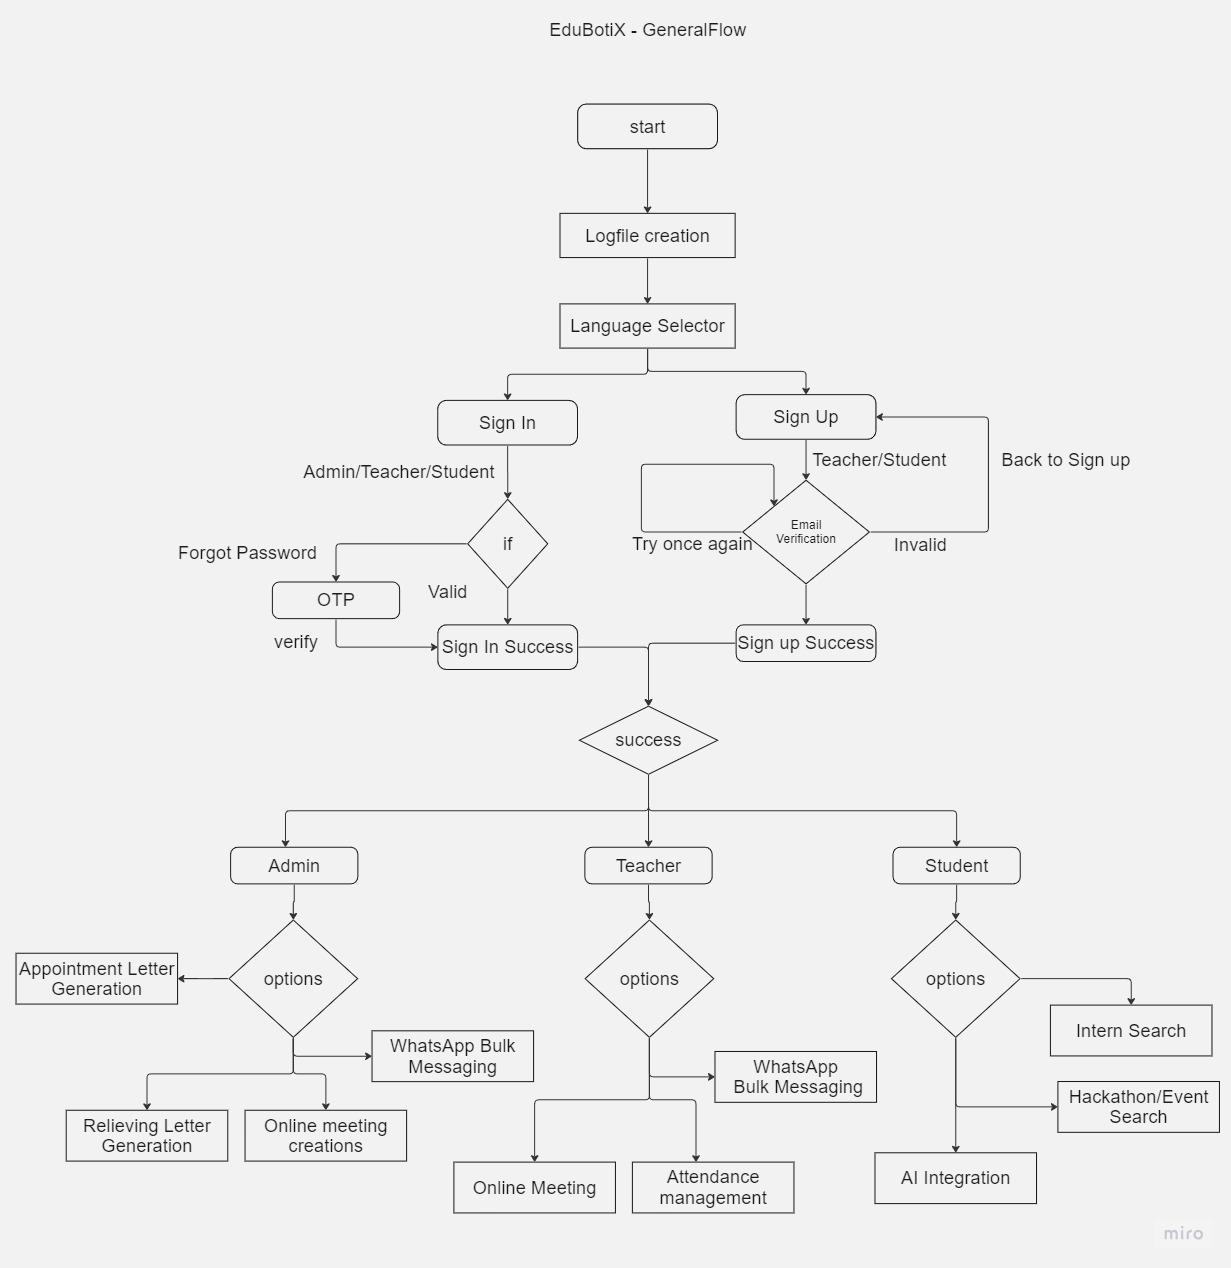 EduBotiX - GeneralFlow
start
Logfile creation
Language Selector
Sign In
Sign Up
Admin/Teacher/Student
Teacher/Student
Back to Sign up
if
Email
Verification
Try once again
Invalid
Forgot Password
OTP
Valid
verify
Sign In Success
Sign up Success
success
Admin
Teacher
Student
options
options
options
Appointment Letter
Generation
WhatsApp Bulk
Messaging
Relieving Letter
Generation
Online meeting
creations
WhatsApp
Bulk Messaging
Online Meeting
Attendance
management
Intern Search
Hackathon/Event
Search
AI Integration
miro